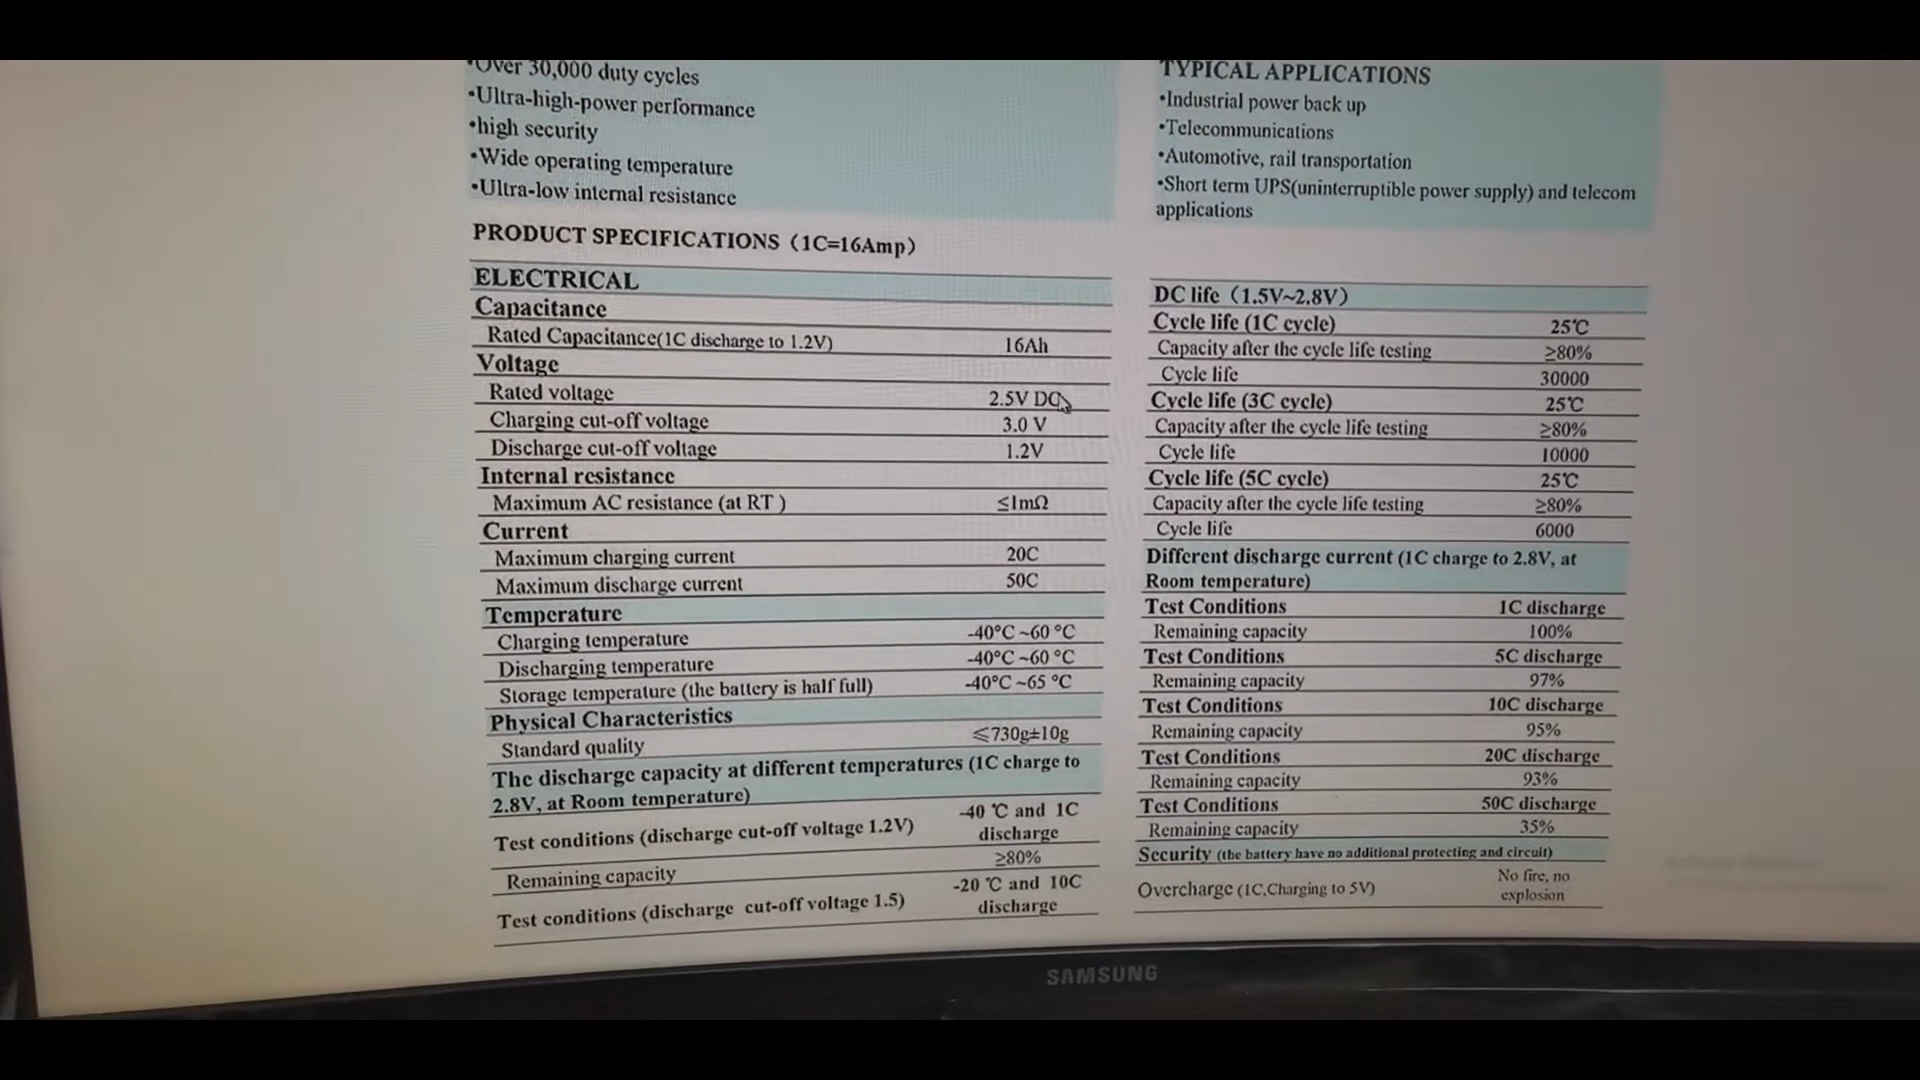 •Over 30,000 duty cycles
•Ultra-high-power performance
•high security
•Wide operating temperature
•Ultra-low internal resistance
TYPICAL APPLICATIONS
•Industrial power back up
•Telecommunications
•Automotive, rail transportation
•Short term UPS(uninterruptible power supply) and telecom
applications
PRODUCT SPECIFICATIONS（1C=16Amp）
ELECTRICAL
Capacitance
Rated Capacitance(1C discharge to 1.2V) 16Ah
Voltage
Rated voltage 2.5V DC
Charging cut-off voltage 3.0 V
Discharge cut-off voltage 1.2V
Internal resistance
Maximum AC resistance (at RT ) ≤1mΩ
Current
Maximum charging current 20C
Maximum discharge current 50C
Temperature
Charging temperature -40°C ~60 °C
Discharging temperature -40°C ~60 °C
Storage temperature (the battery is half full) -40°C ~65 °C
Physical Characteristics
Standard quality ≤730g±10g
The discharge capacity at different temperatures (1C charge to
2.8V, at Room temperature)
Test conditions (discharge cut-off voltage 1.2V) -40 ℃ and 1C
discharge
Remaining capacity ≥80%
Test conditions (discharge cut-off voltage 1.5) -20 ℃ and 10C
discharge
DC life（1.5V~2.8V）
Cycle life (1C cycle) 25℃
Capacity after the cycle life testing ≥80%
Cycle life 30000
Cycle life (3C cycle) 25℃
Capacity after the cycle life testing ≥80%
Cycle life 10000
Cycle life (5C cycle) 25℃
Capacity after the cycle life testing ≥80%
Cycle life 6000
Different discharge current (1C charge to 2.8V, at
Room temperature)
Test Conditions 1C discharge
Remaining capacity 100%
Test Conditions 5C discharge
Remaining capacity 97%
Test Conditions 10C discharge
Remaining capacity 95%
Test Conditions 20C discharge
Remaining capacity 93%
Test Conditions 50C discharge
Remaining capacity 35%
Security (the battery have no additional protecting and circuit)
Overcharge (1C,Charging to 5V) No fire, no
explosion
SAMSUNG